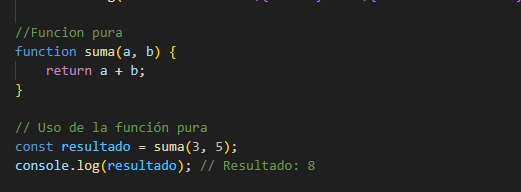 //Funcion pura
function suma(a, b) {
    return a + b;
}
// Uso de la función pura
const resultado = suma(3, 5);
console.log(resultado); // Resultado: 8